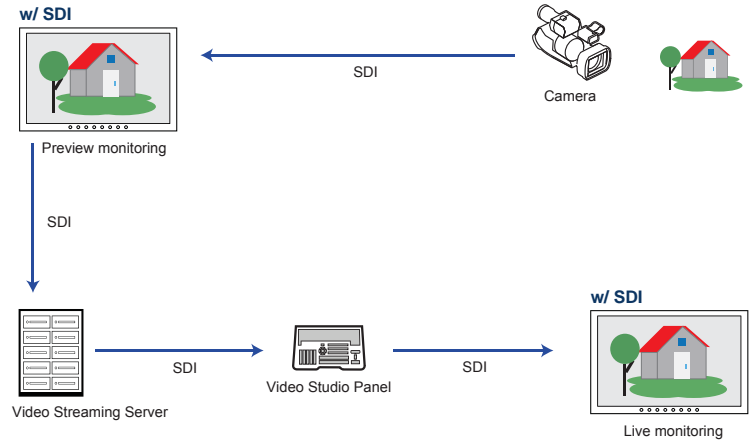 w/ SDI
SDI
Camera
Preview monitoring
SDI
w/ SDI
SDI
SDI
Video Studio Panel
Video Streaming Server
Live monitoring